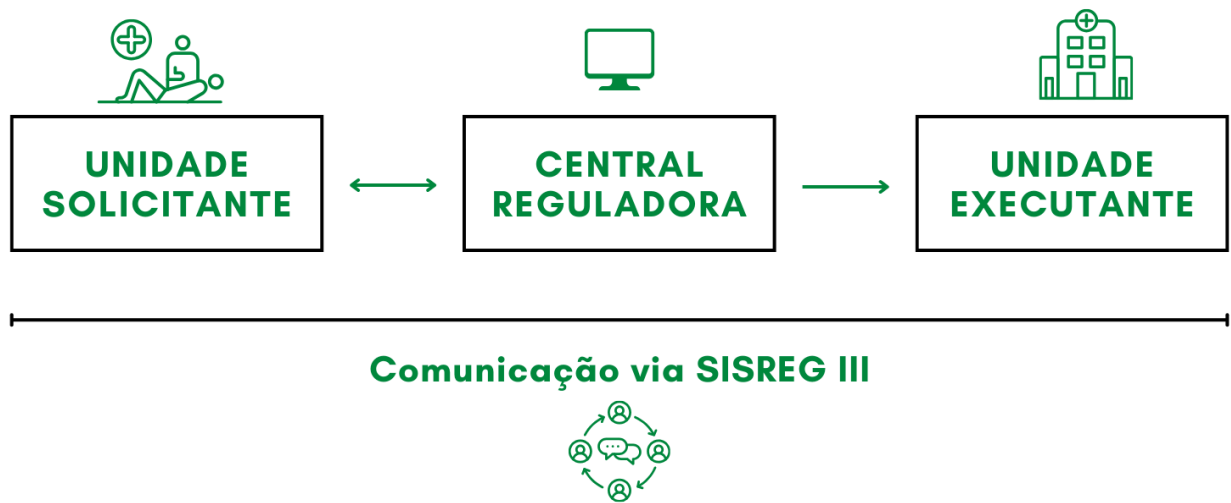 UNIDADE
SOLICITANTE
CENTRAL
REGULADORA
UNIDADE
EXECUTANTE
Comunicação via SISREG III